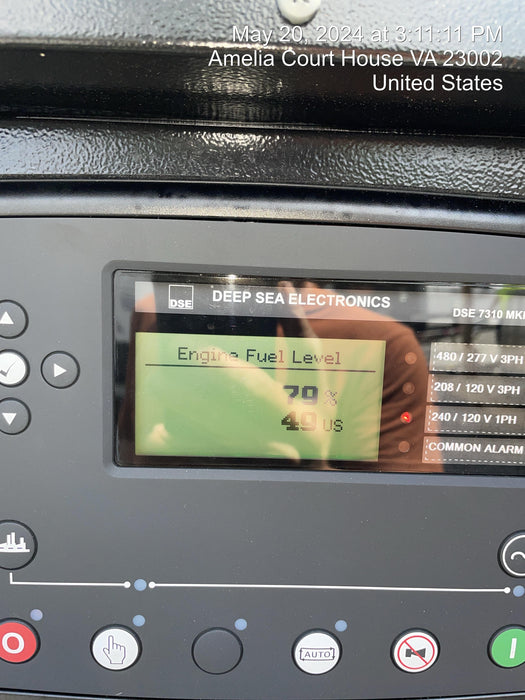 May 20, 2024 at 3:11:11 PM
Amelia Court House VA 23002
United States
DSE
DEEP SEA ELECTRONICS
DSE 7310 MKI
Engine Fuel Level
79 %
49 US
480 / 277 V 3PH
208 / 120 V 3PH
240 / 120 V 1PH
COMMON ALARM
O
AUTO
I